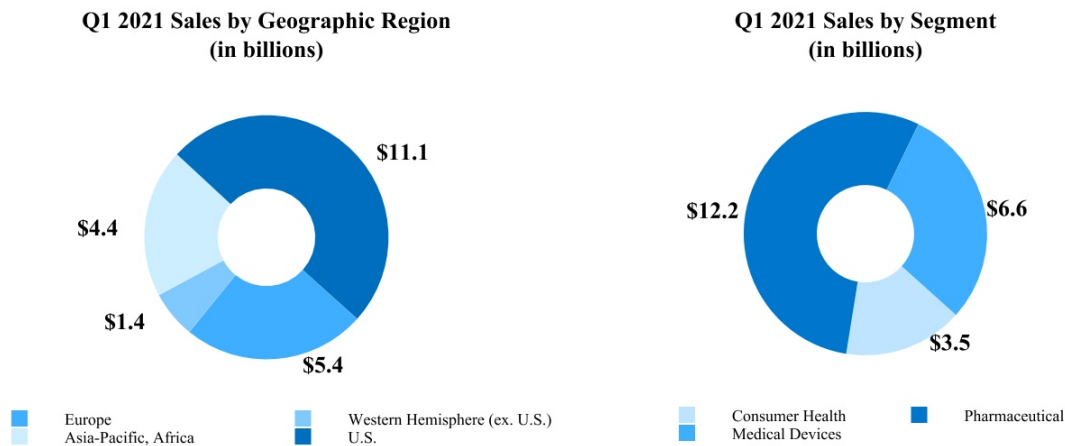 Q1 2021 Sales by Geographic Region
(in billions)
$11.1
$4.4
$1.4
$5.4
Europe
Western Hemisphere (ex. U.S.)
Asia-Pacific, Africa
U.S.
Q1 2021 Sales by Segment
(in billions)
$12.2
$6.6
$3.5
Consumer Health
Pharmaceutical
Medical Devices